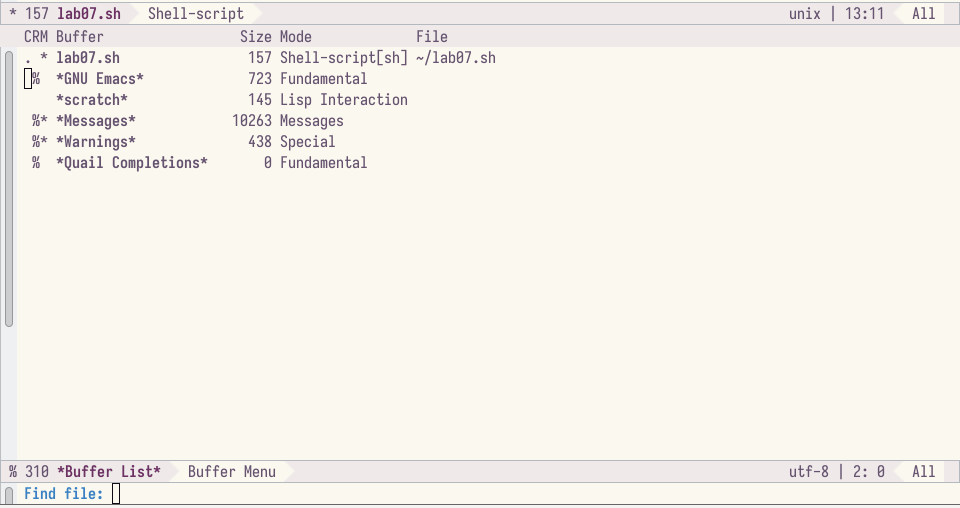 * 157 lab07.sh Shell-script unix | 13:11 All
CRM Buffer Size Mode File
. * lab07.sh 157 Shell-script[sh] ~/lab07.sh
% *GNU Emacs* 723 Fundamental
*scratch* 145 Lisp Interaction
%* *Messages* 10263 Messages
%* *Warnings* 438 Special
% *Quail Completions* 0 Fundamental
% 310 *Buffer List* Buffer Menu utf-8 | 2: 0 All
Find file: